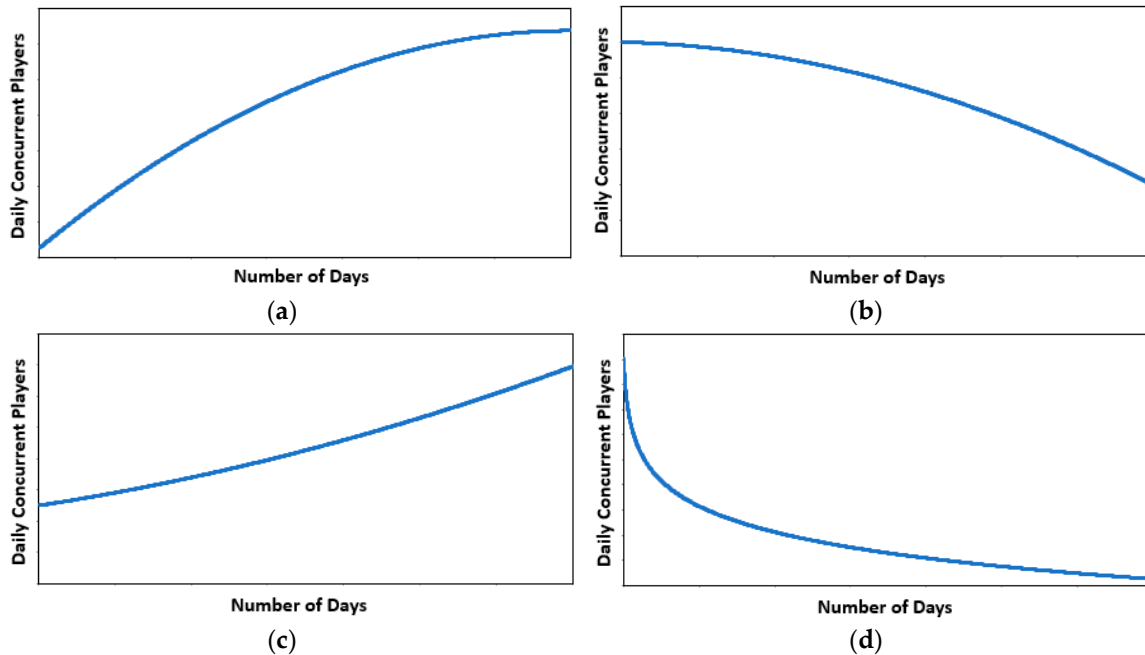 Daily Concurrent Players
Number of Days
(a)
Daily Concurrent Players
Number of Days
(b)
Daily Concurrent Players
Number of Days
(c)
Daily Concurrent Players
Number of Days
(d)